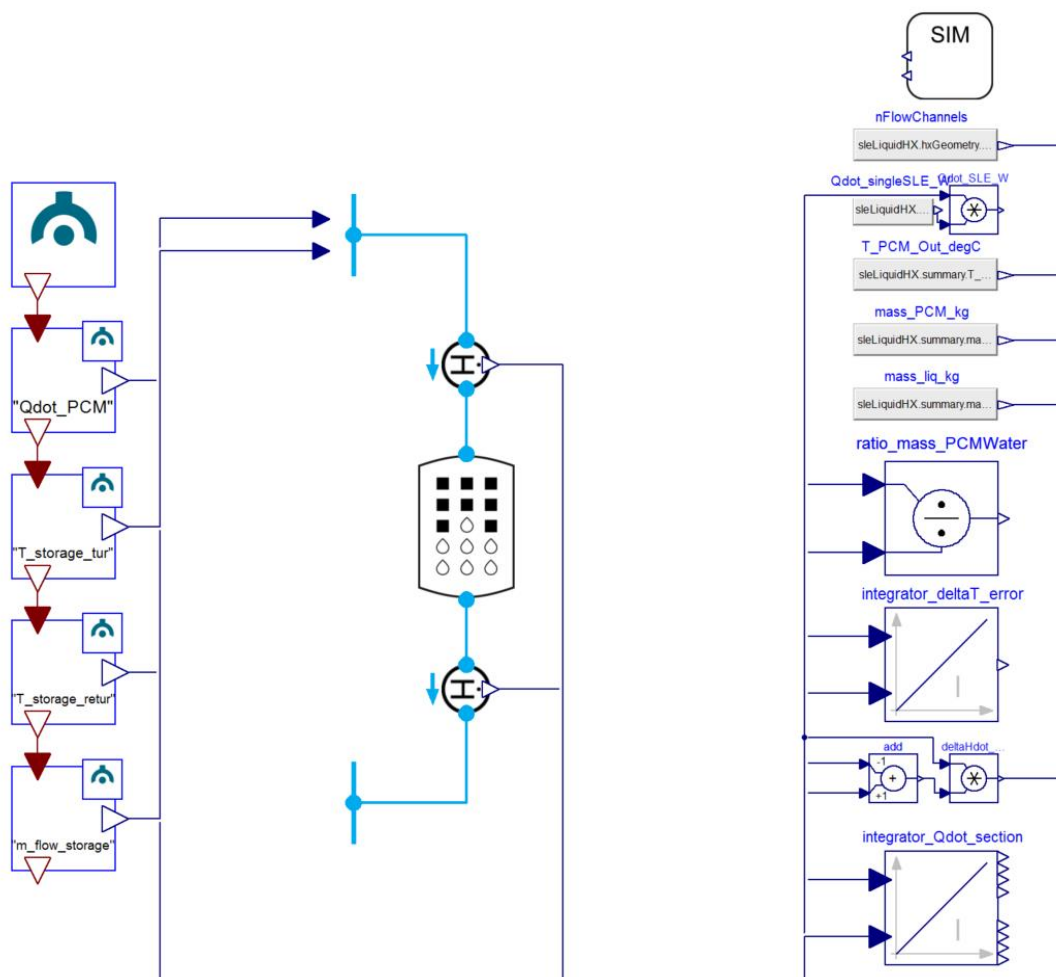 SIM
nFlowChannels
sleLiquidHX.hxGeometry....
Qdot_singleSLE_W
Qdot_SLE_W
sleLiquidHX....
T_PCM_Out_degC
sleLiquidHX.summary.T_...
mass_PCM_kg
sleLiquidHX.summary.ma...
mass_liq_kg
sleLiquidHX.summary.ma...
ratio_mass_PCMWater
integrator_deltaT_error
I
add
deltaHdot_...
-1
+
+1
integrator_Qdot_section
I
"Qdot_PCM"
"T_storage_tur"
"T_storage_retur"
"m_flow_storage"
H
H